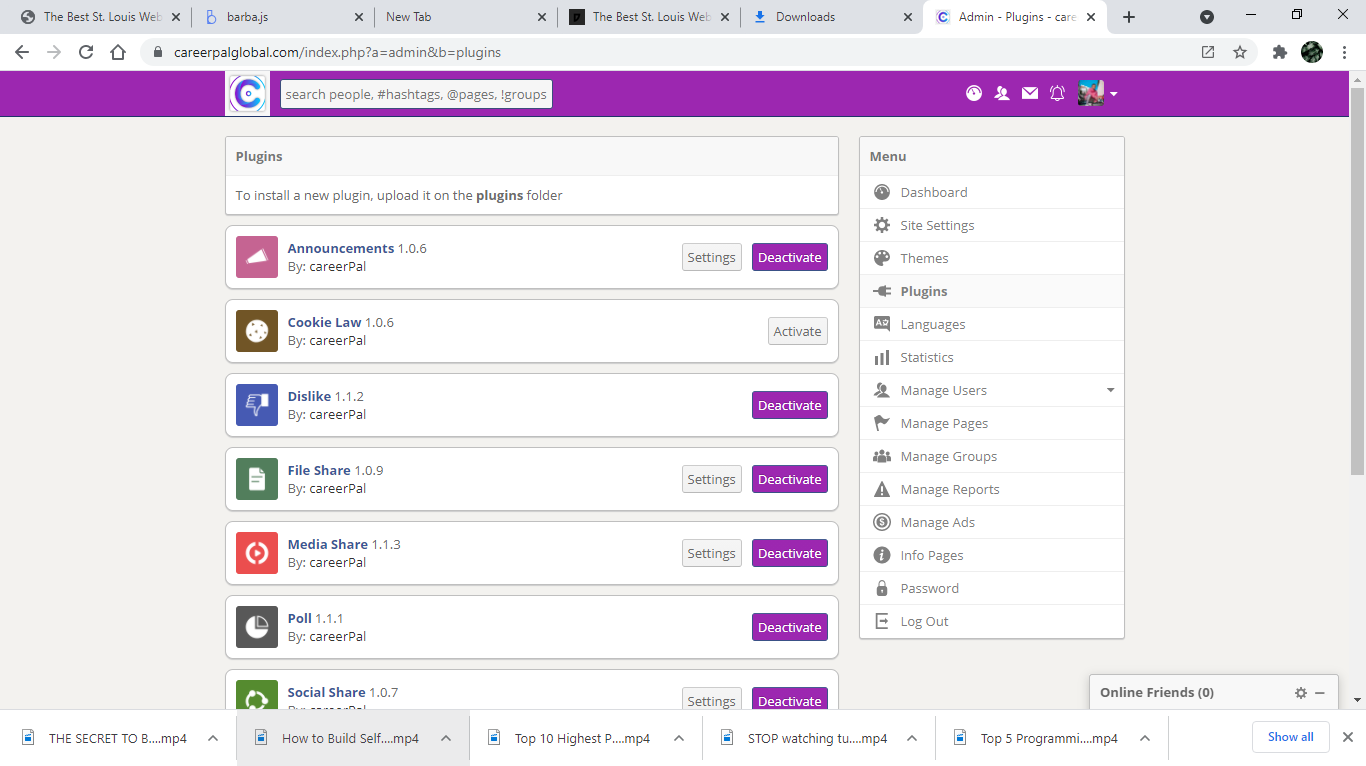 The Best St. Louis Web
barba.js
New Tab
The Best St. Louis Web
Downloads
Admin - Plugins - care
careerpalglobal.com/index.php?a=admin&b=plugins
search people, #hashtags, @pages, !groups
Plugins
To install a new plugin, upload it on the plugins folder
Announcements 1.0.6
By: careerPal
Settings
Deactivate
Cookie Law 1.0.6
By: careerPal
Activate
Dislike 1.1.2
By: careerPal
Deactivate
File Share 1.0.9
By: careerPal
Settings
Deactivate
Media Share 1.1.3
By: careerPal
Settings
Deactivate
Poll 1.1.1
By: careerPal
Deactivate
Social Share 1.0.7
By: careerPal
Settings
Deactivate
Menu
Dashboard
Site Settings
Themes
Plugins
Languages
Statistics
Manage Users
Manage Pages
Manage Groups
Manage Reports
Manage Ads
Info Pages
Password
Log Out
Online Friends (0)
THE SECRET TO B....mp4
How to Build Self....mp4
Top 10 Highest P....mp4
STOP watching tu....mp4
Top 5 Programmi....mp4
Show all